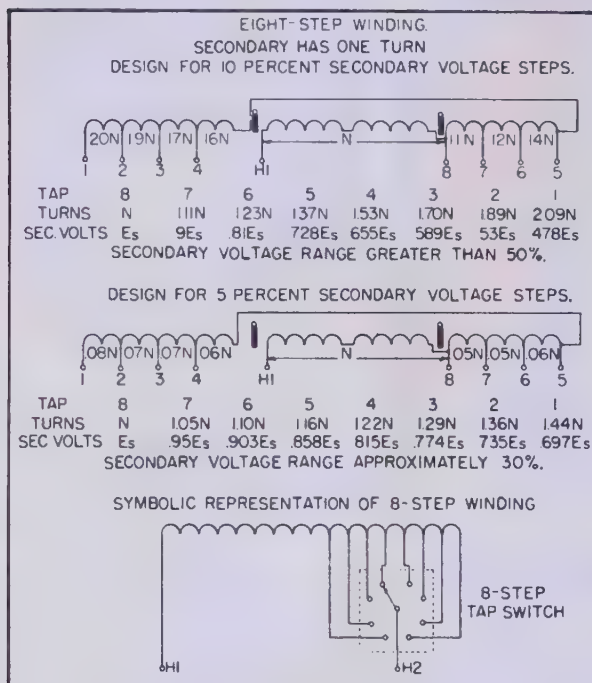 EIGHT-STEP WINDING.
SECONDARY HAS ONE TURN
DESIGN FOR 10 PERCENT SECONDARY VOLTAGE STEPS.
20N 19N 17N 16N N 11N 12N 14N
1 2 3 4 H1 8 7 6 5
TAP 8 7 6 5 4 3 2 1
TURNS N 1.11N 1.23N 1.37N 1.53N 1.70N 1.89N 2.09N
SEC.VOLTS Es .9Es .81Es .728Es .655Es .589Es .53Es .478Es
SECONDARY VOLTAGE RANGE GREATER THAN 50%.
DESIGN FOR 5 PERCENT SECONDARY VOLTAGE STEPS.
.08N .07N .07N .06N N .05N .05N .06N
1 2 3 4 H1 8 7 6 5
TAP 8 7 6 5 4 3 2 1
TURNS N 1.05N 1.10N 1.16N 1.22N 1.29N 1.36N 1.44N
SEC VOLTS Es .95Es .903Es .858Es .815Es .774Es .735Es .697Es
SECONDARY VOLTAGE RANGE APPROXIMATELY 30%.
SYMBOLIC REPRESENTATION OF 8-STEP WINDING
8-STEP
TAP SWITCH
H1 H2